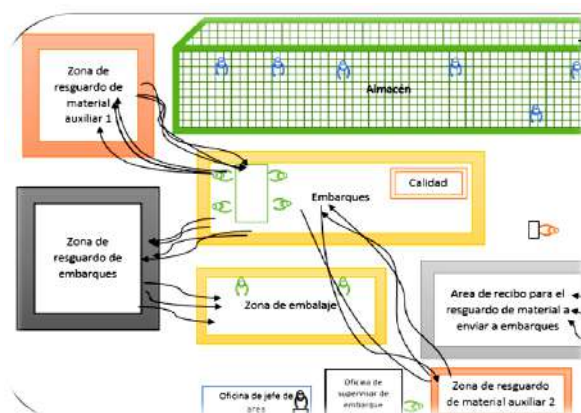 Zona de
resguardo de
material
auxiliar 1
Almacén
Calidad
Embarques
Zona de
resguardo de
embarques
Zona de embalaje
Area de recibo para el
resguardo de material a
enviar a embarques
Oficina de jefe de
area
Oficina de
supervisor de
embarque
Zona de resguardo
de material auxiliar 2